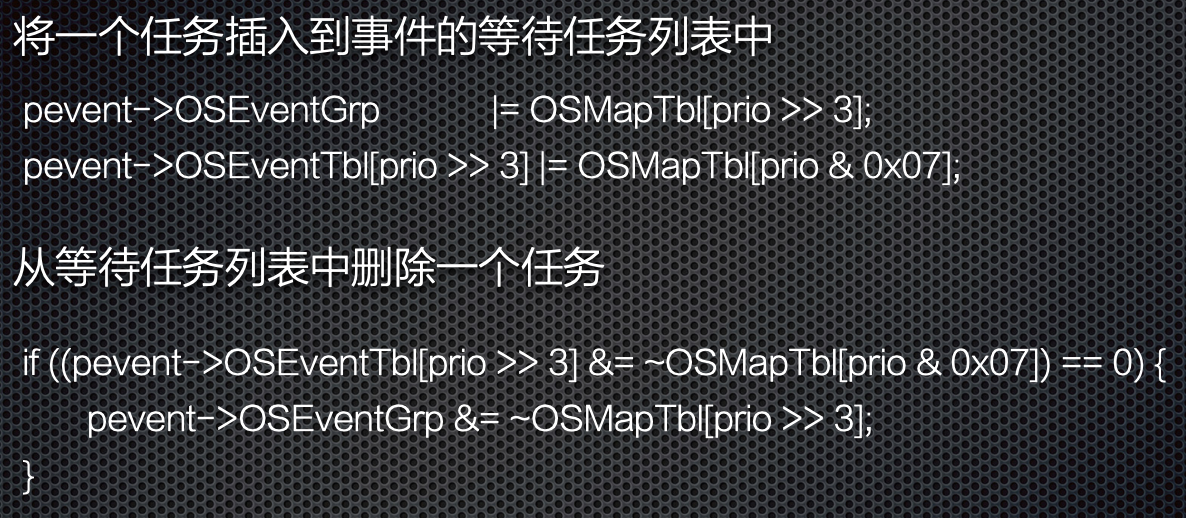 将一个任务插入到事件的等待任务列表中
pevent->OSEventGrp |= OSMapTbl[prio >> 3];
pevent->OSEventTbl[prio >> 3] |= OSMapTbl[prio & 0x07];
从等待任务列表中删除一个任务
if ((pevent->OSEventTbl[prio >> 3] &= ~OSMapTbl[prio & 0x07]) == 0) {
pevent->OSEventGrp &= ~OSMapTbl[prio >> 3];
}